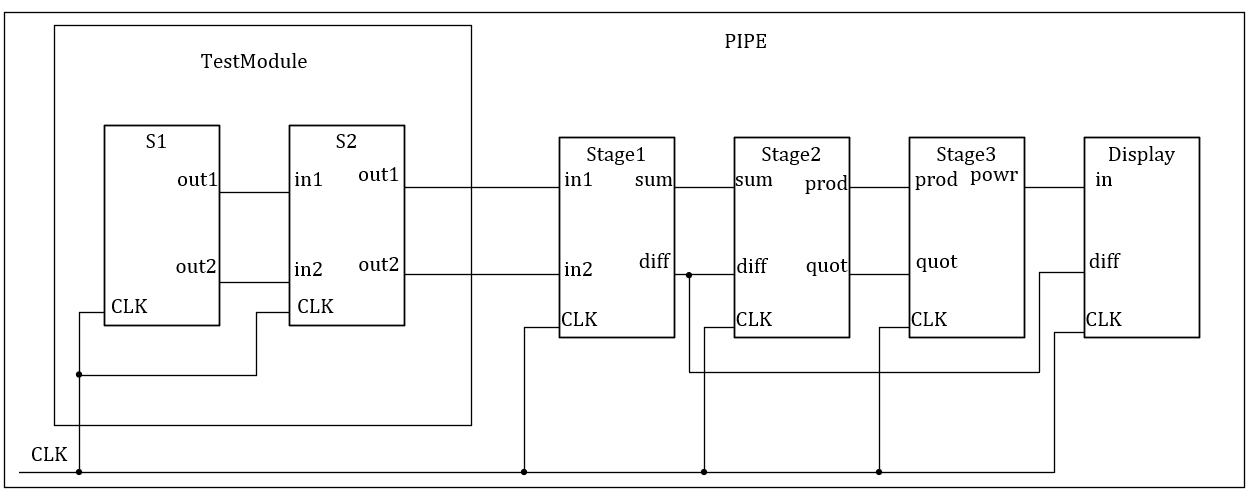 PIPE
TestModule
S1
out1
out2
CLK
S2
in1
in2
CLK
out1
out2
Stage1
in1
in2
CLK
sum
diff
Stage2
sum
diff
CLK
prod
quot
Stage3
prod
quot
CLK
powr
Display
in
diff
CLK
CLK